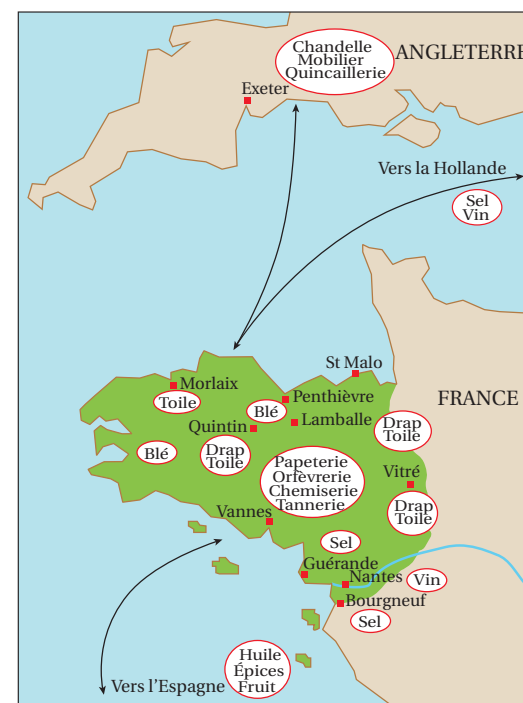 Chandelle
Mobilier
Quincaillerie
ANGLETERRE
Exeter
Vers la Hollande
Sel
Vin
St Malo
Morlaix
Penthièvre
FRANCE
Toile
Blé
Lamballe
Quintin
Drap
Toile
Blé
Drap
Toile
Papeterie
Orfèvrerie
Chemiserie
Tannerie
Vitré
Drap
Toile
Vannes
Sel
Guérande
Nantes
Vin
Bourgneuf
Sel
Huile
Épices
Fruit
Vers l'Espagne